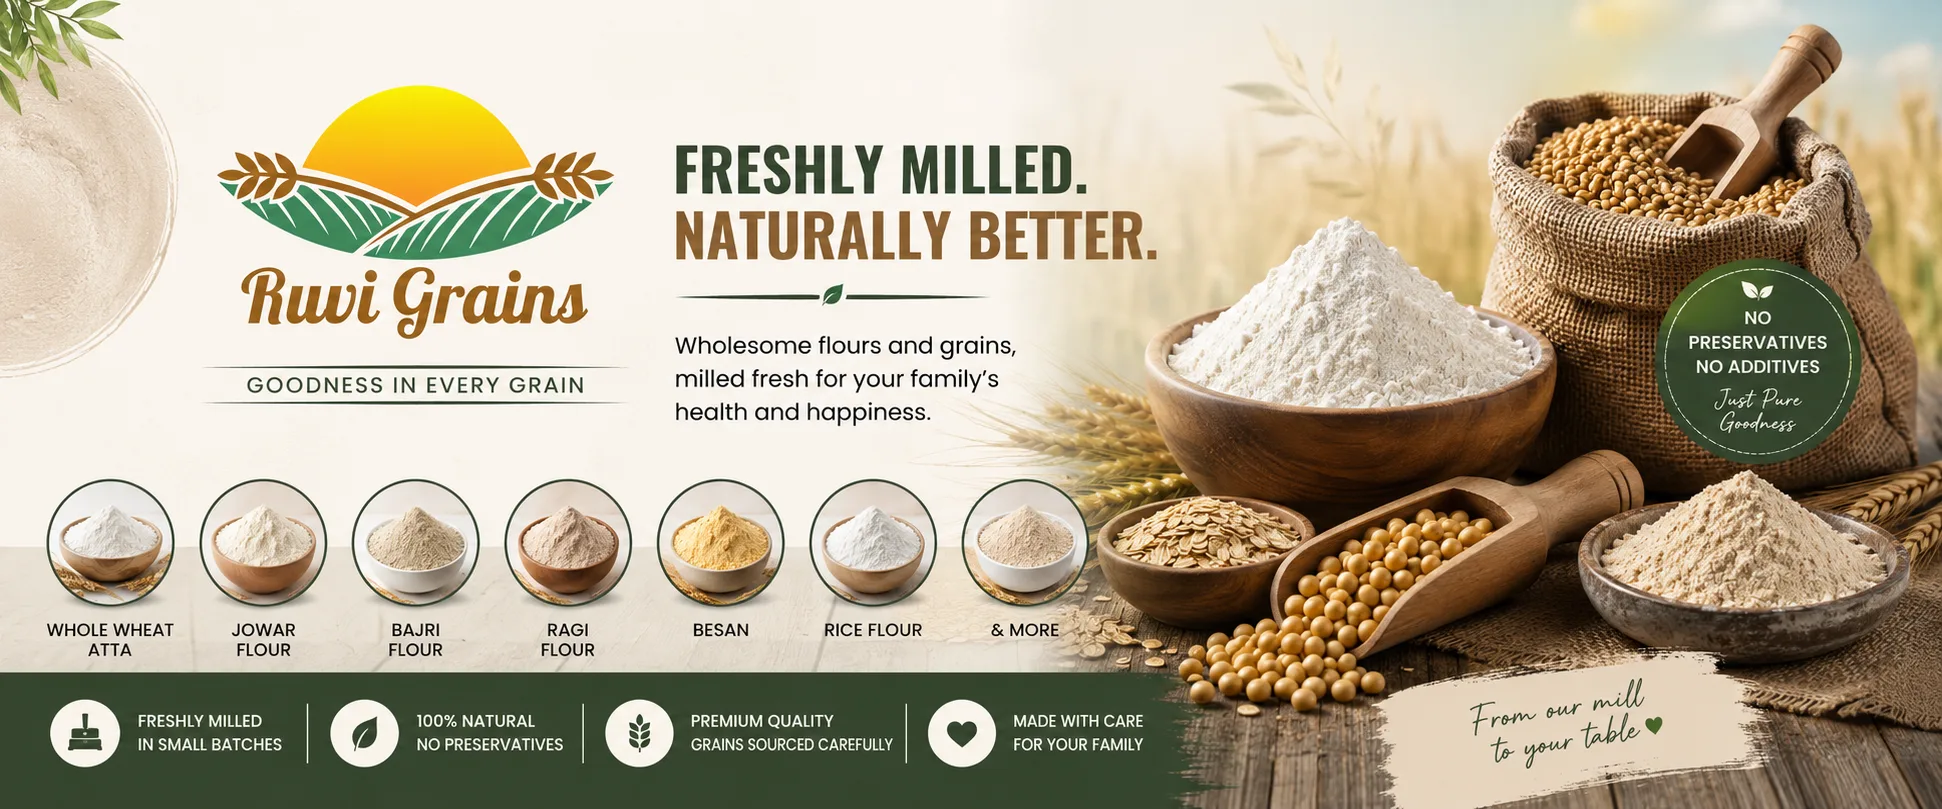 Ruvi Grains
GOODNESS IN EVERY GRAIN
FRESHLY MILLED.
NATURALLY BETTER.
Wholesome flours and grains,
milled fresh for your family's
health and happiness.
NO
PRESERVATIVES
NO ADDITIVES
Just Pure
Goodness
WHOLE WHEAT
ATTA
JOWAR
FLOUR
BAJRI
FLOUR
RAGI
FLOUR
BESAN
RICE FLOUR
& MORE
FRESHLY MILLED
IN SMALL BATCHES
100% NATURAL
NO PRESERVATIVES
PREMIUM QUALITY
GRAINS SOURCED CAREFULLY
MADE WITH CARE
FOR YOUR FAMILY
From our mill
to your table